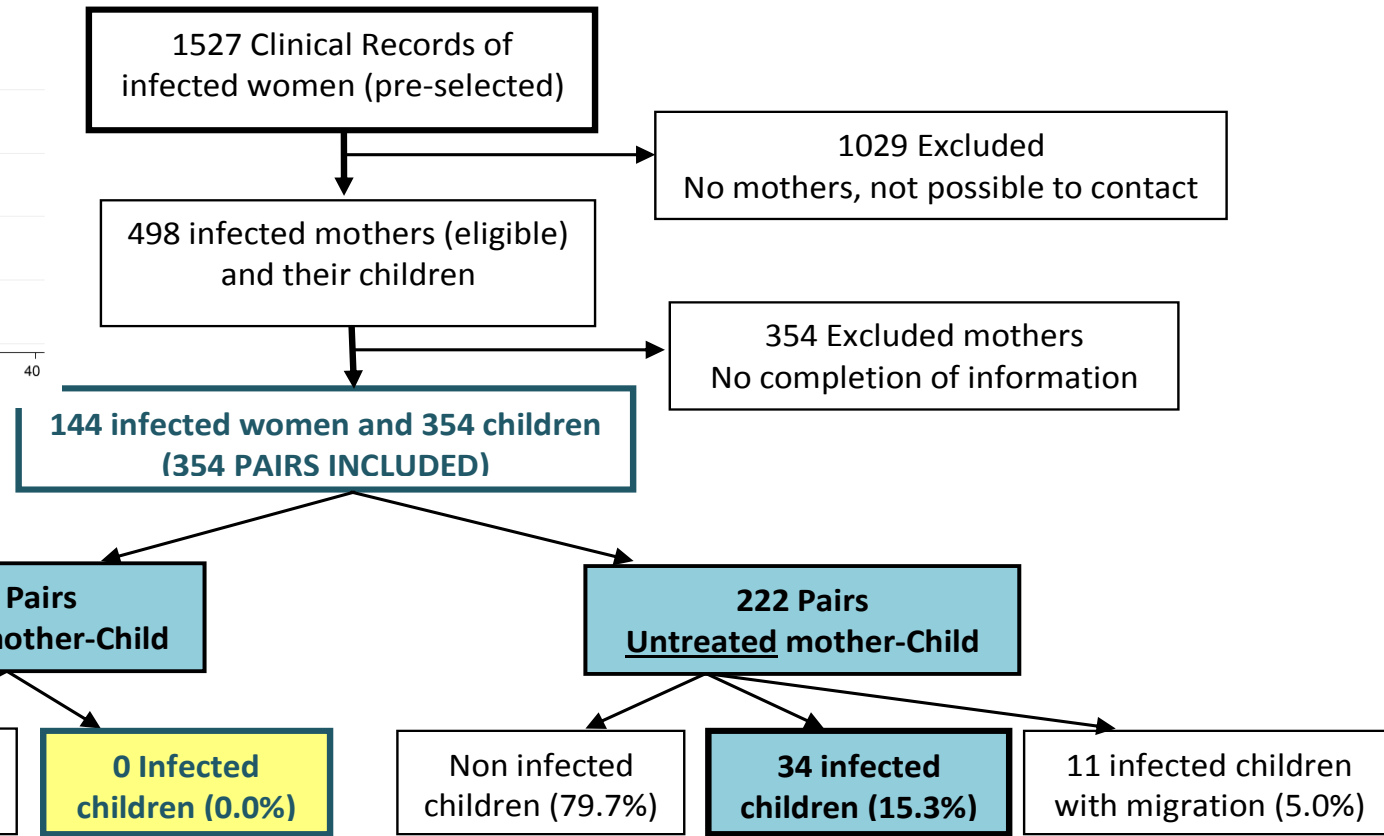 1527 Clinical Records of
infected women (pre-selected)
1029 Excluded
No mothers, not possible to contact
498 infected mothers (eligible)
and their children
354 Excluded mothers
No completion of information
40
144 infected women and 354 children
(354 PAIRS INCLUDED)
Pairs
mother-Child
222 Pairs
Untreated mother-Child
0 Infected
children (0.0%)
Non infected
children (79.7%)
34 infected
children (15.3%)
11 infected children
with migration (5.0%)